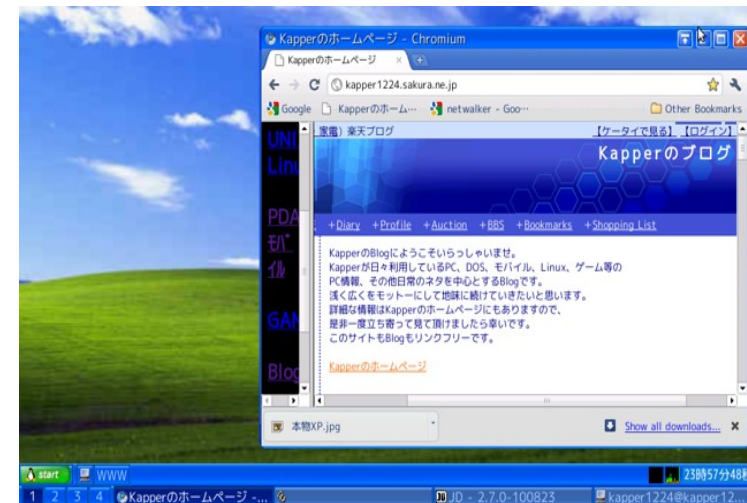 Kapperのホームページ - Chromium
Kapperのホームページ ×
kapper1224.sakura.ne.jp
Google Kapperのホーム… netwalker - Goo… Other Bookmarks
家電) 楽天ブログ 【ケータイで見る】 【ログイン】
UNI
Linu
PDA
ﾓﾊﾞ
ｲﾙ
GAM
Blog
Kapperのブログ
+Diary +Profile +Auction +BBS +Bookmarks +Shopping List
KapperのBlogにようこそいらっしゃいませ。
Kapperが日々利用しているPC、DOS、モバイル、Linux、ゲーム等の
PC情報、その他日常のネタを中心とするBlogです。
浅く広くをモットーにして地味に続けていきたいと思います。
詳細な情報はKapperのホームページにもありますので、
是非一度立ち寄って見て頂けましたら幸いです。
このサイトもBlogもリンクフリーです。
Kapperのホームページ
本物XP.jpg Show all downloads...
start WWW 23時57分48秒
1 2 3 4 Kapperのホームページ -... JD - 2.7.0-100823 kapper1224@kapper12...